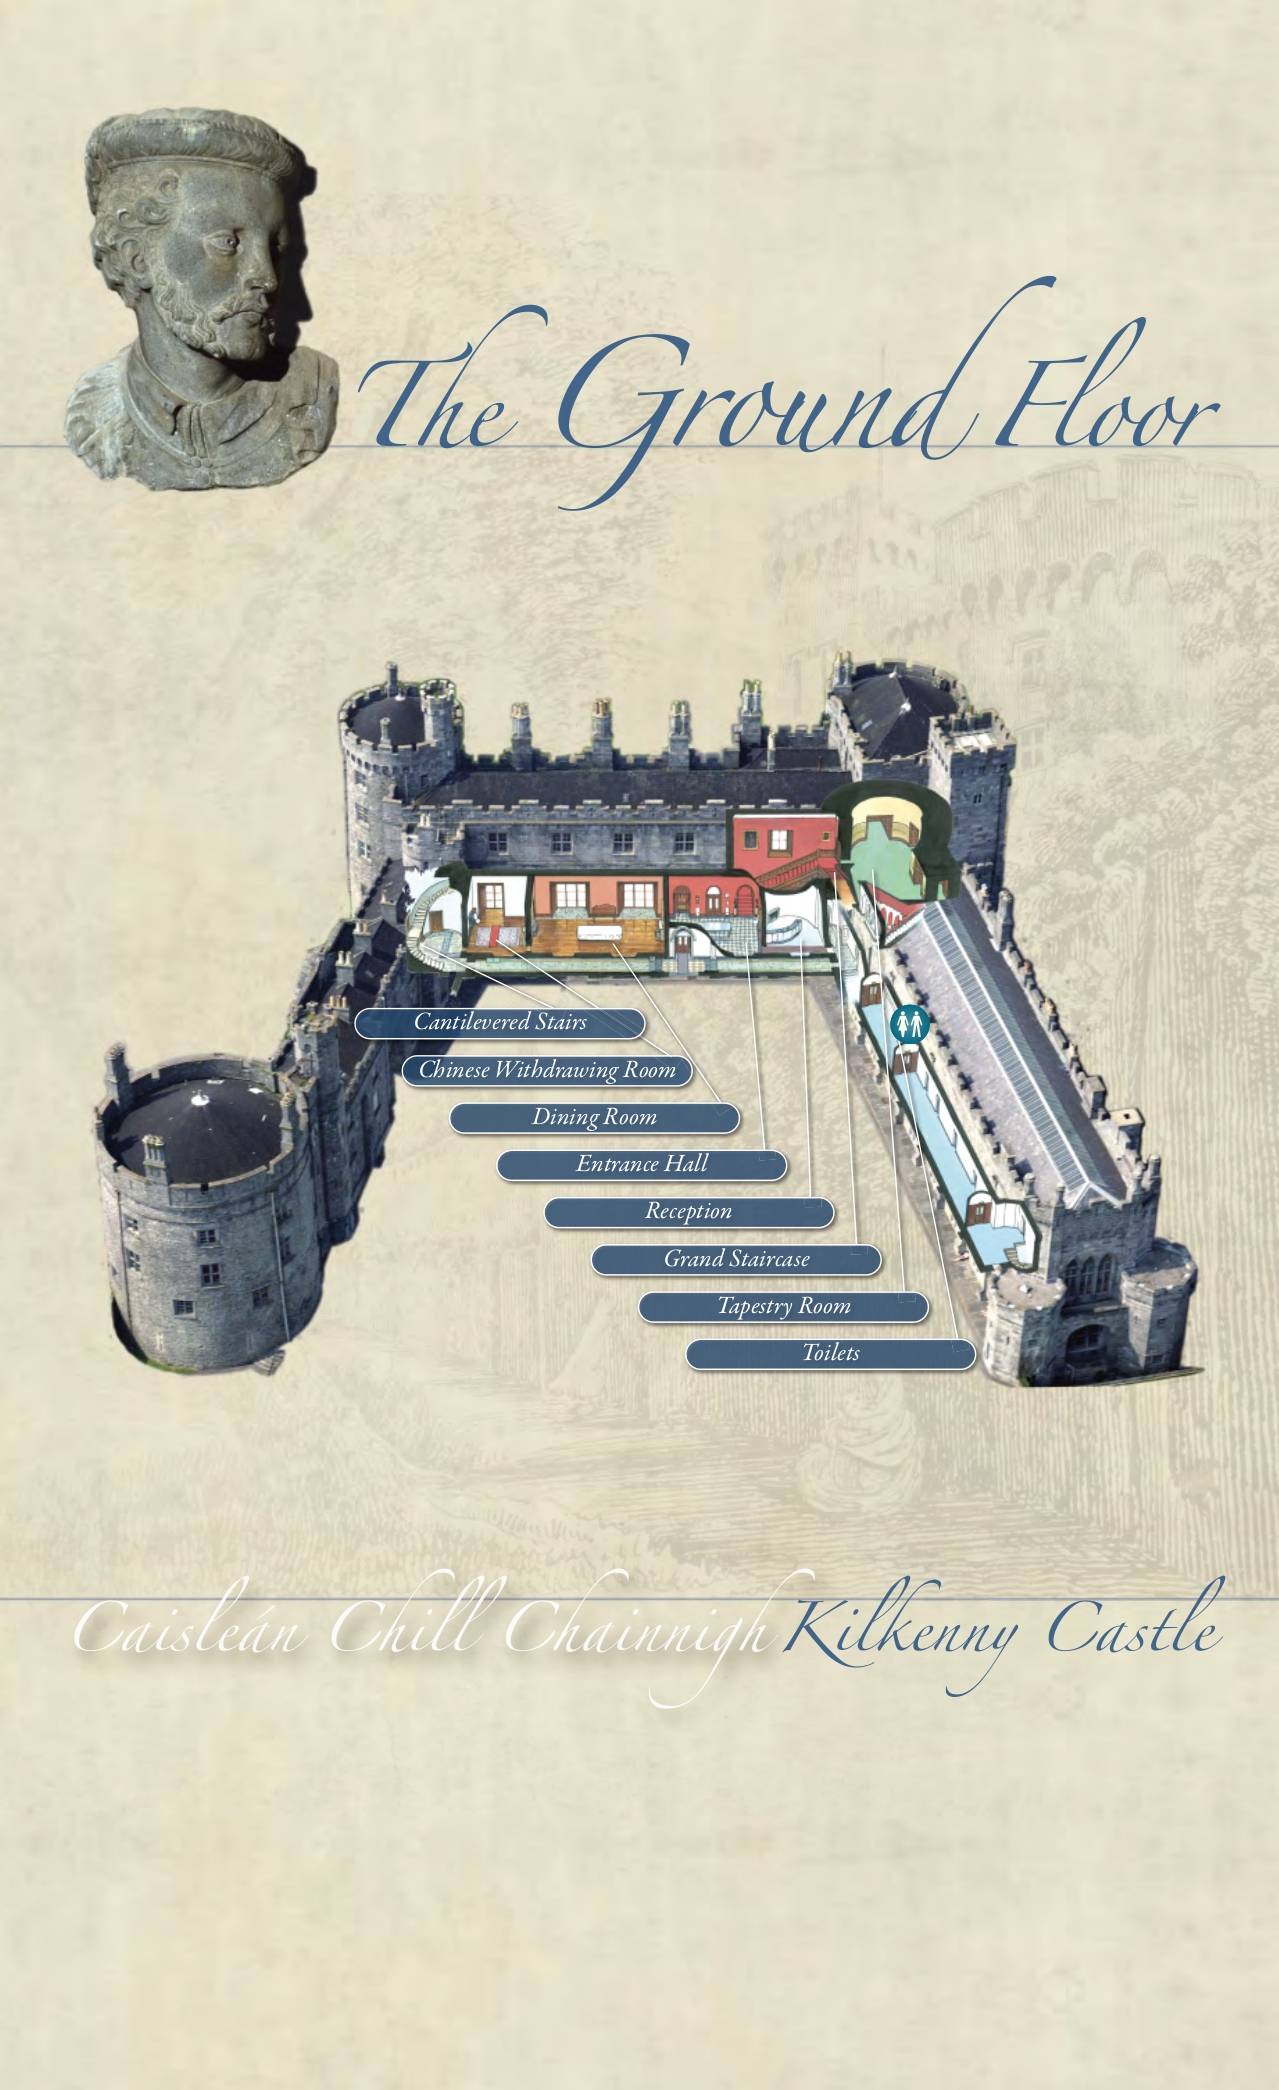 The Ground Floor
Cantilevered Stairs
Chinese Withdrawing Room
Dining Room
Entrance Hall
Reception
Grand Staircase
Tapestry Room
Toilets
Caisleán Chill Chainnigh Kilkenny Castle